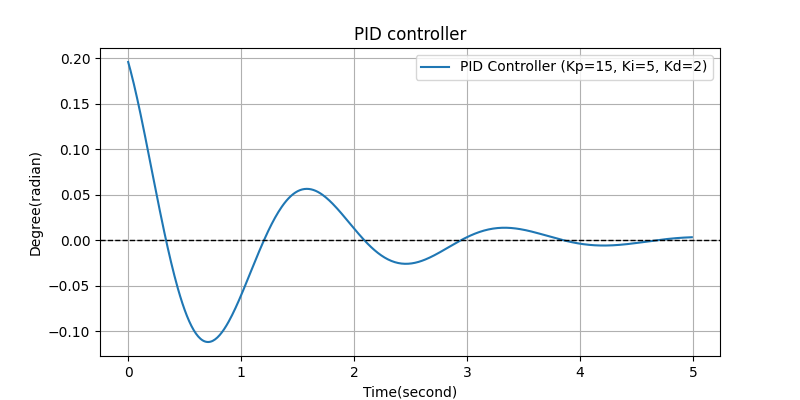 PID controller
PID Controller (Kp=15, Ki=5, Kd=2)
Degree(radian)
0.20
0.15
0.10
0.05
0.00
−0.05
−0.10
0 1 2 3 4 5
Time(second)